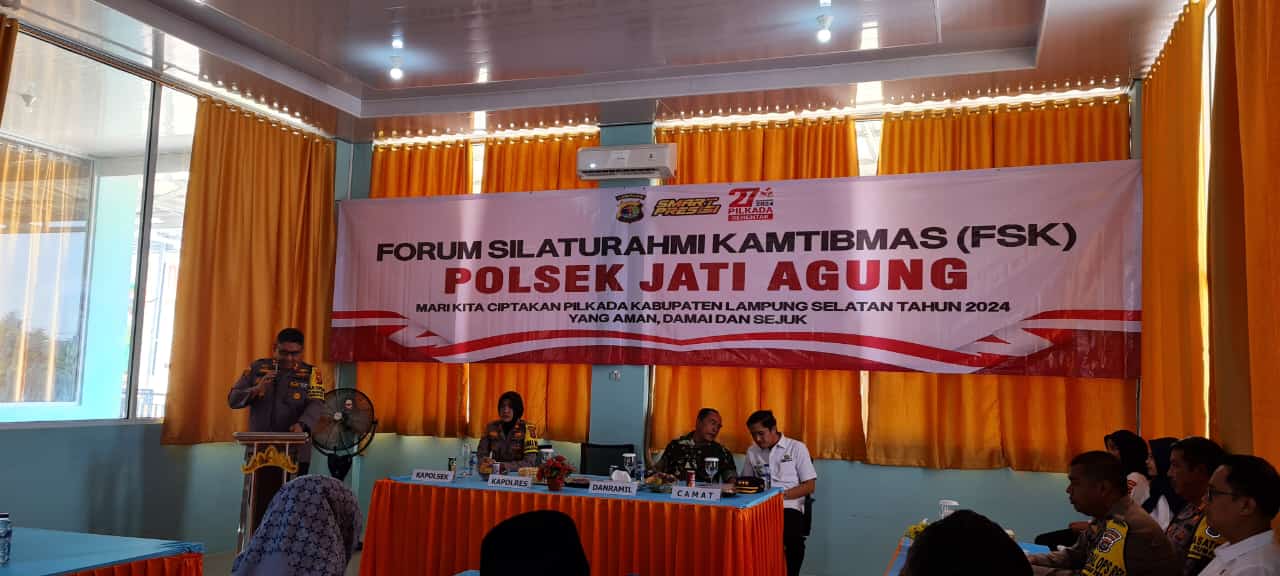 SMART
PRESISI
27
2024
PILKADA
SERENTAK
FORUM SILATURAHMI KAMTIBMAS (FSK)
POLSEK JATI AGUNG
MARI KITA CIPTAKAN PILKADA KABUPATEN LAMPUNG SELATAN TAHUN 2024
YANG AMAN, DAMAI DAN SEJUK
KAPOLSEK
KAPOLRES
DANRAMIL
CAMAT